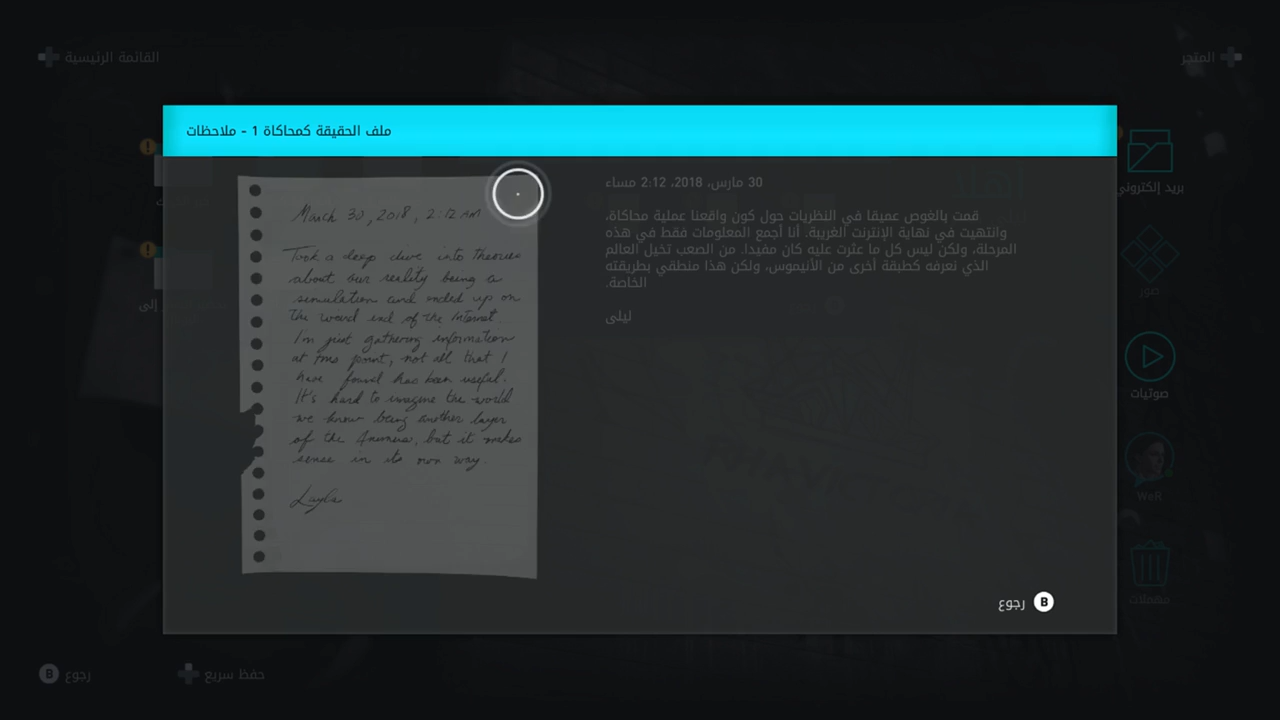 القائمة الرئيسية
المتجر
ملف الحقيقة كمحاكاة 1 - ملاحظات
March 30, 2018, 2:12 AM
Took a deep dive into theories
about our reality being a
simulation and ended up on
the weird end of the Internet.
I'm just gathering information
at this point, not all that I
have found has been useful.
It's hard to imagine the world
we know being another layer
of the Animus, but it makes
sense in its own way.
Layla
30 مارس، 2018، 2:12 مساء
قمت بالغوص عميقا في النظريات حول كون واقعنا عملية محاكاة،
وانتهيت في نهاية الإنترنت الغريبة. أنا أجمع المعلومات فقط في هذه
المرحلة، ولكن ليس كل ما عثرت عليه كان مفيدا. من الصعب تخيل العالم
الذي نعرفه كطبقة أخرى من الأنيموس، ولكن هذا منطقي بطريقته
الخاصة.
ليلى
رجوع B
أهلا
بريد إلكتروني
صور
صوتيات
WeR
مهملات
إلى
B رجوع
حفظ سريع